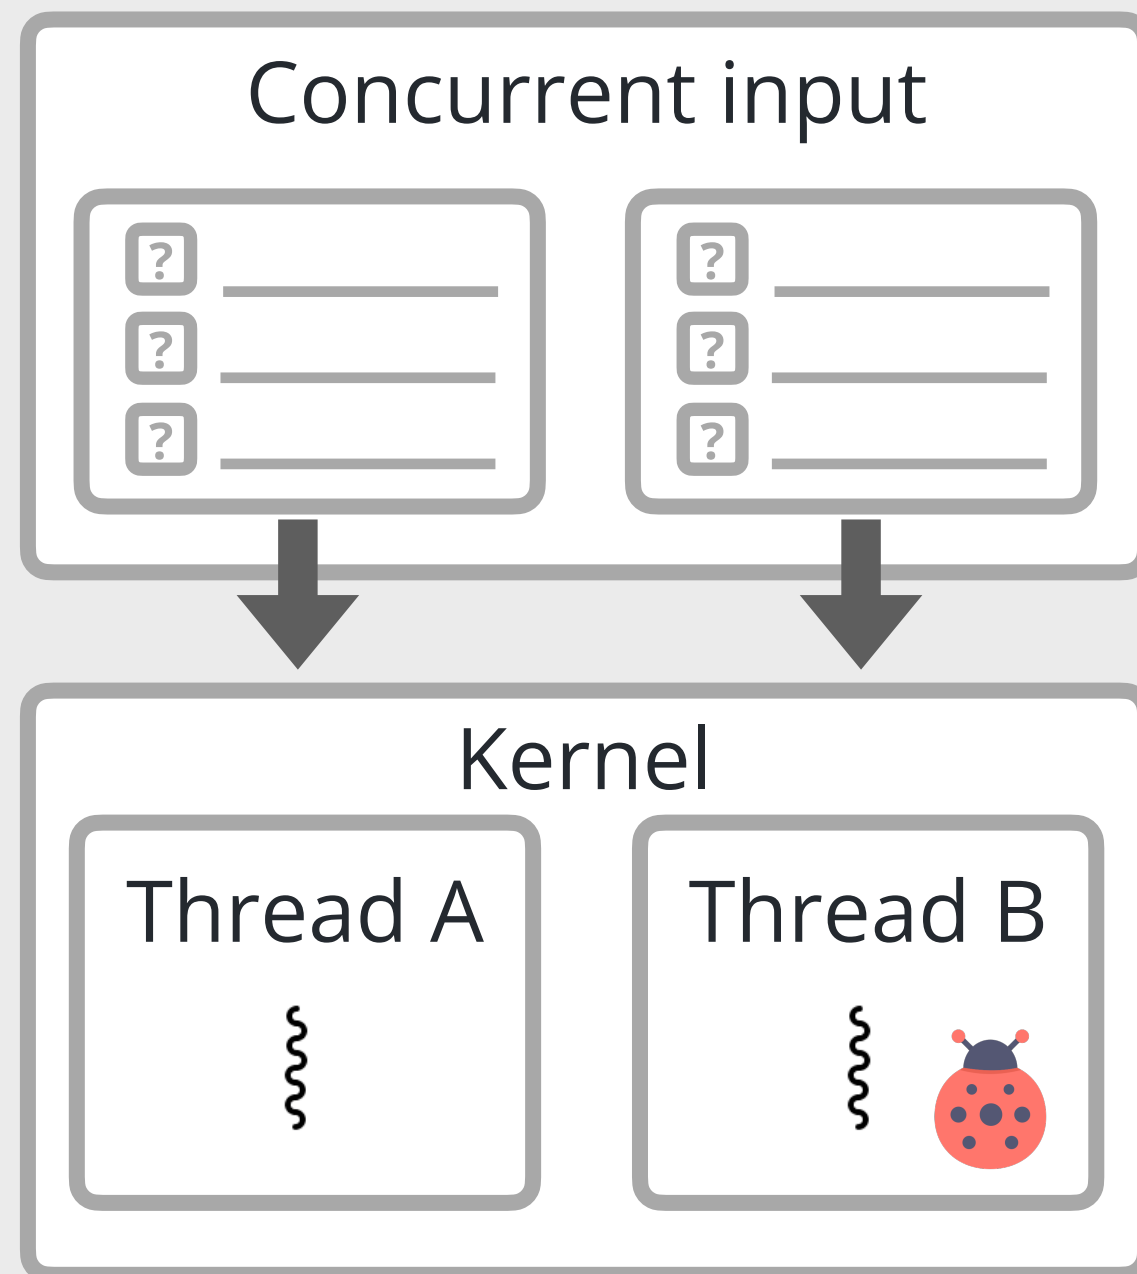 Concurrent input
? ?
? ?
? ?
Kernel
Thread A
Thread B